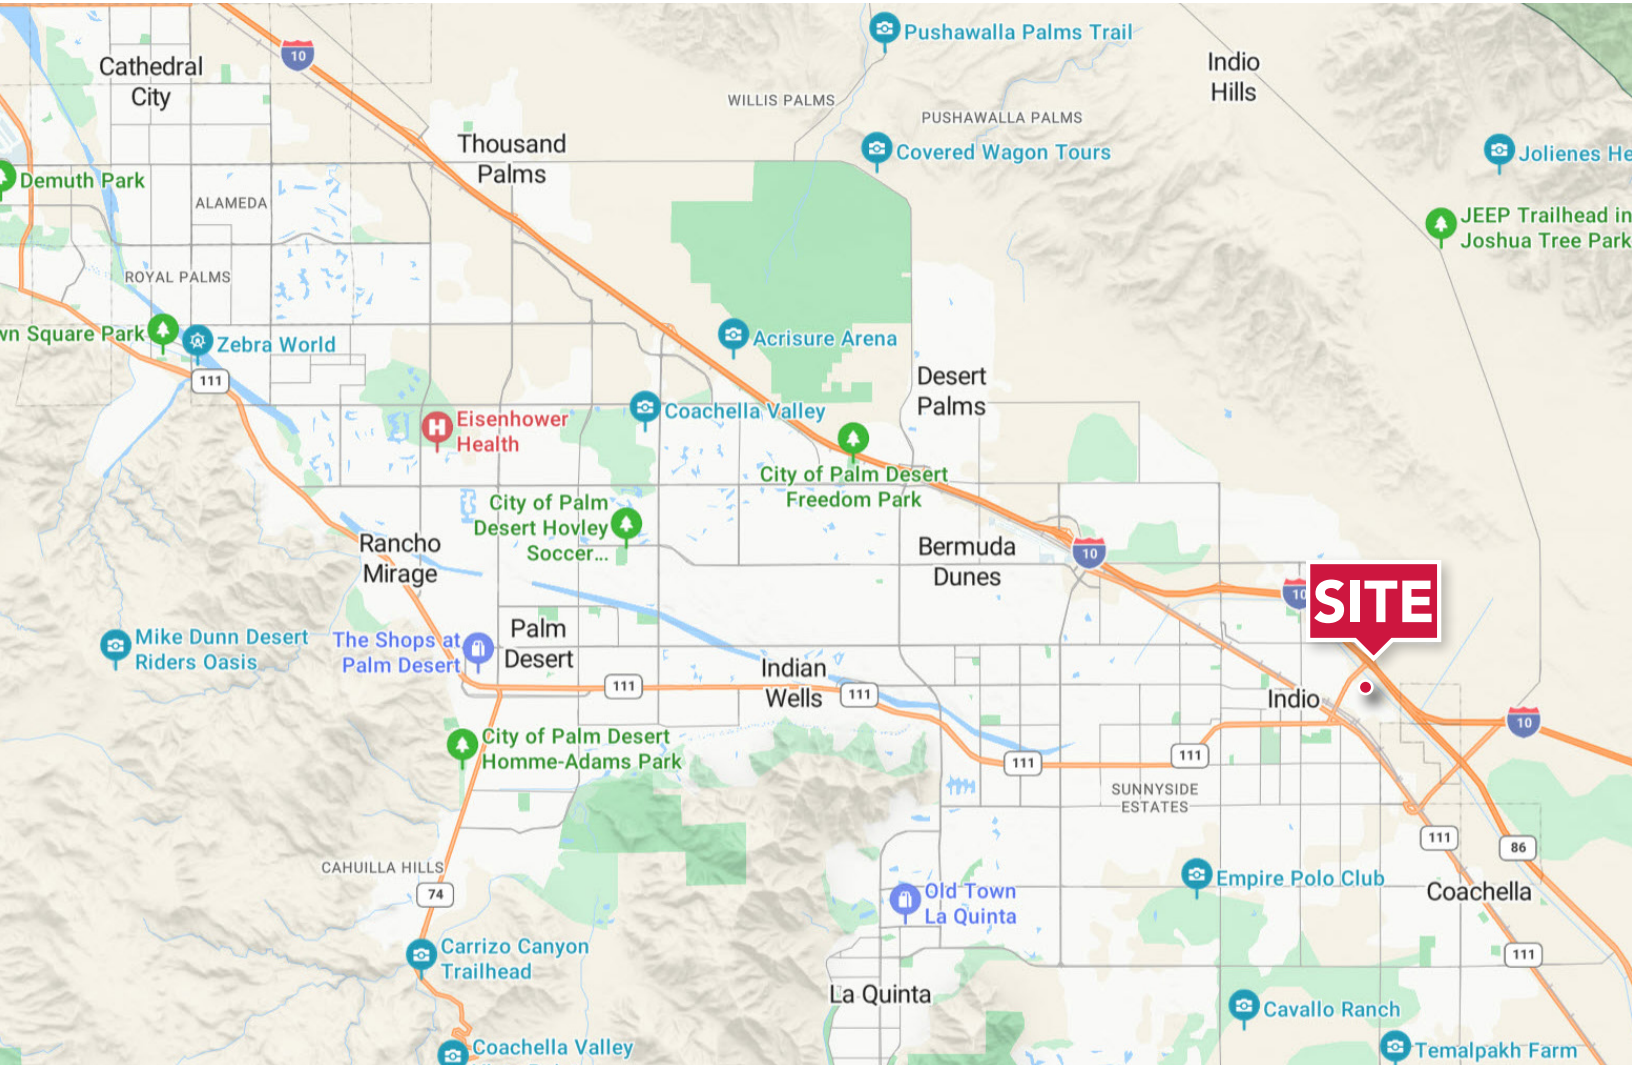 Pushawalla Palms Trail
10
Cathedral
City
Indio
Hills
WILLIS PALMS
PUSHAWALLA PALMS
Thousand
Palms
Covered Wagon Tours
Jolienes He
Demuth Park
ALAMEDA
JEEP Trailhead in
Joshua Tree Park
ROYAL PALMS
wn Square Park
Zebra World
Acrisure Arena
111
Desert
Palms
Coachella Valley
Eisenhower
Health
City of Palm Desert
Freedom Park
City of Palm
Desert Hovley
Soccer...
Rancho
Mirage
Bermuda
Dunes
10
10
SITE
Mike Dunn Desert
Riders Oasis
The Shops at
Palm Desert
Palm
Desert
Indian
Wells
111
111
Indio
10
City of Palm Desert
Homme-Adams Park
111
111
SUNNYSIDE
ESTATES
111
86
CAHUILLA HILLS
74
Old Town
La Quinta
Empire Polo Club
Coachella
Carrizo Canyon
Trailhead
111
La Quinta
Cavallo Ranch
Coachella Valley
Temalpakh Farm